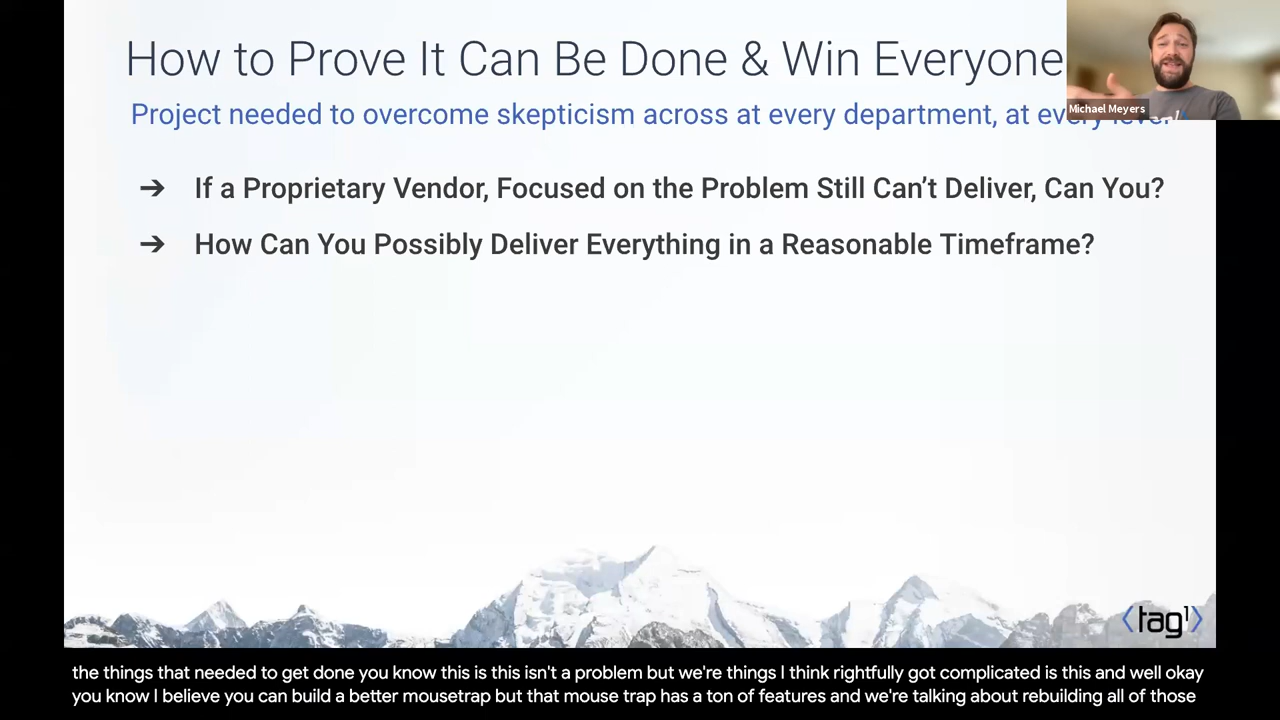 How to Prove It Can Be Done & Win Everyone
Project needed to overcome skepticism across at every department, at every level
Michael Meyers
➔ If a Proprietary Vendor, Focused on the Problem Still Can't Deliver, Can You?
➔ How Can You Possibly Deliver Everything in a Reasonable Timeframe?
⟨tag1⟩
the things that needed to get done you know this is this isn't a problem but we're things I think rightfully got complicated is this and well okay
you know I believe you can build a better mousetrap but that mouse trap has a ton of features and we're talking about rebuilding all of those